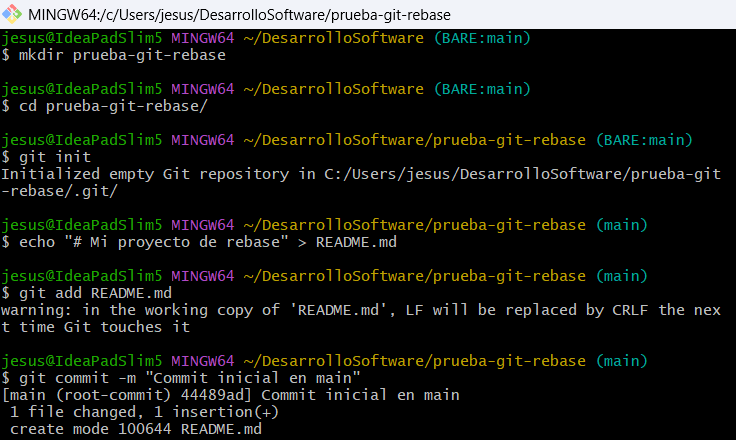 MINGW64:/c/Users/jesus/DesarrolloSoftware/prueba-git-rebase
jesus@IdeaPadSlim5 MINGW64 ~/DesarrolloSoftware (BARE:main)
$ mkdir prueba-git-rebase
jesus@IdeaPadSlim5 MINGW64 ~/DesarrolloSoftware (BARE:main)
$ cd prueba-git-rebase/
jesus@IdeaPadSlim5 MINGW64 ~/DesarrolloSoftware/prueba-git-rebase (BARE:main)
$ git init
Initialized empty Git repository in C:/Users/jesus/DesarrolloSoftware/prueba-git
-rebase/.git/
jesus@IdeaPadSlim5 MINGW64 ~/DesarrolloSoftware/prueba-git-rebase (main)
$ echo "# Mi proyecto de rebase" > README.md
jesus@IdeaPadSlim5 MINGW64 ~/DesarrolloSoftware/prueba-git-rebase (main)
$ git add README.md
warning: in the working copy of 'README.md', LF will be replaced by CRLF the nex
t time Git touches it
jesus@IdeaPadSlim5 MINGW64 ~/DesarrolloSoftware/prueba-git-rebase (main)
$ git commit -m "Commit inicial en main"
[main (root-commit) 44489ad] Commit inicial en main
 1 file changed, 1 insertion(+)
 create mode 100644 README.md